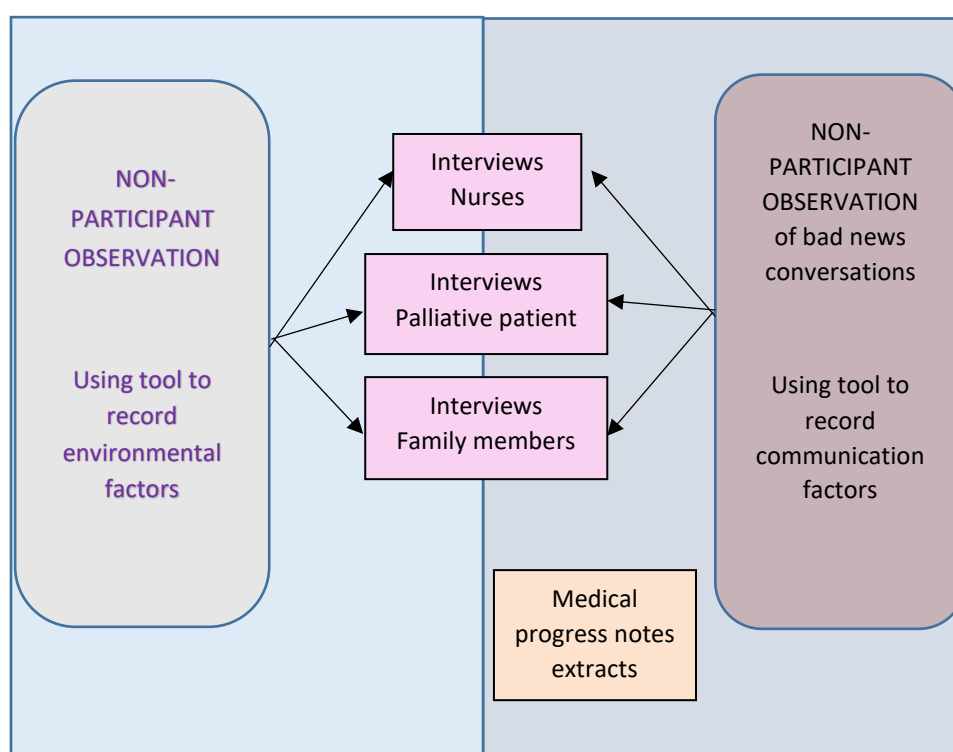 NON-
PARTICIPANT
OBSERVATION
Using tool to
record
environmental
factors
Interviews
Nurses
Interviews
Palliative patient
Interviews
Family members
Medical
progress notes
extracts
NON-
PARTICIPANT
OBSERVATION
of bad news
conversations
Using tool to
record
communication
factors